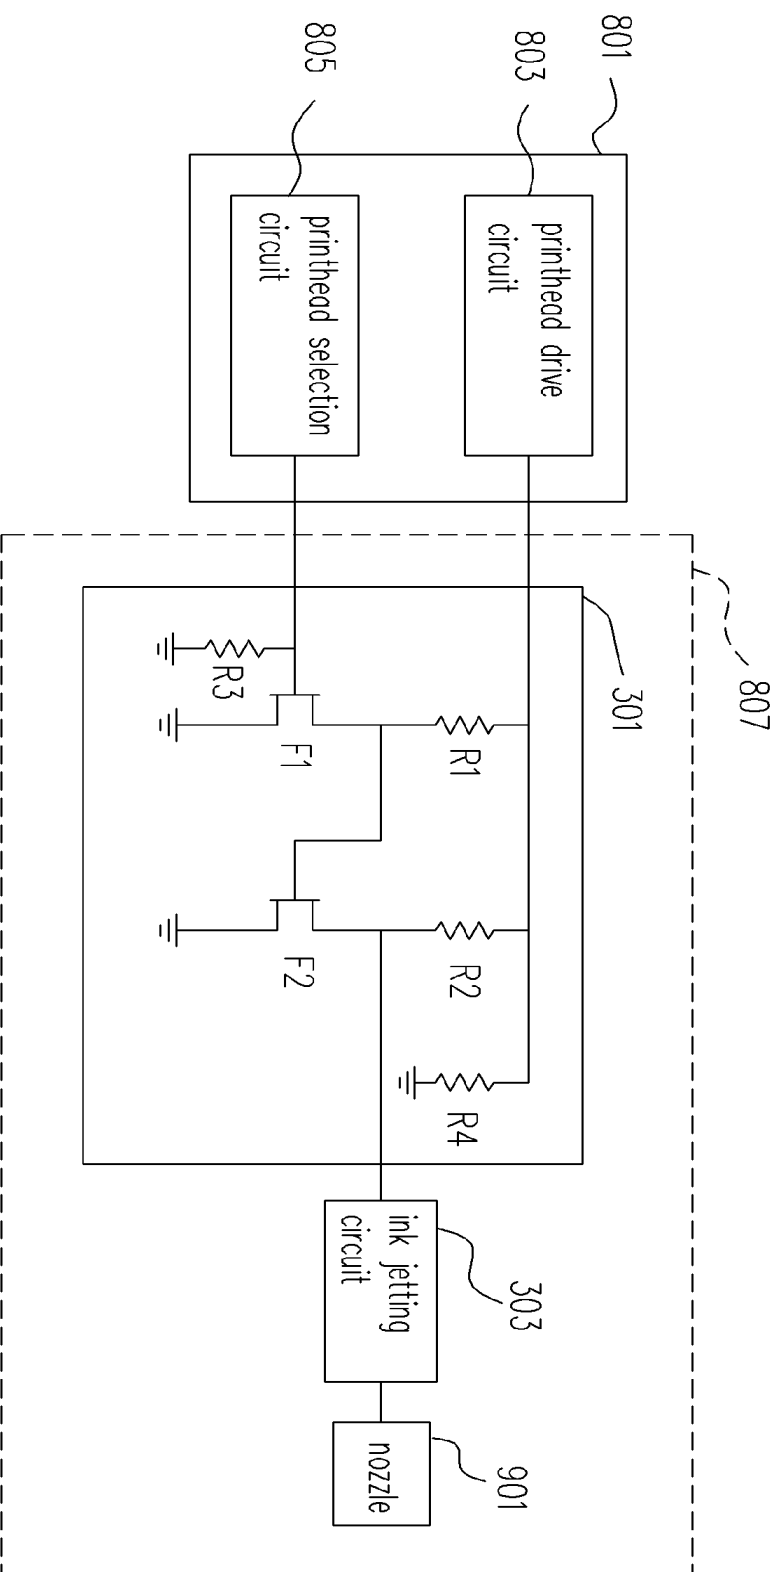 801
803
printhead drive
circuit
805
printhead selection
circuit
807
301
R1
R2
R4
R3
F1
F2
303
ink jetting
circuit
901
nozzle